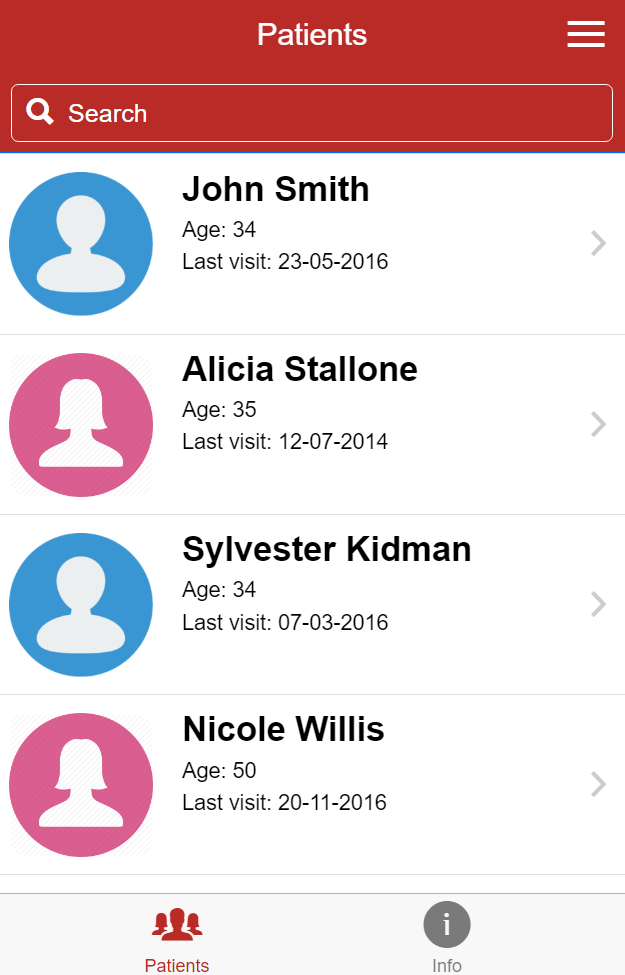 Patients
Search
John Smith
Age: 34
Last visit: 23-05-2016
Alicia Stallone
Age: 35
Last visit: 12-07-2014
Sylvester Kidman
Age: 34
Last visit: 07-03-2016
Nicole Willis
Age: 50
Last visit: 20-11-2016
i
Patients
Info